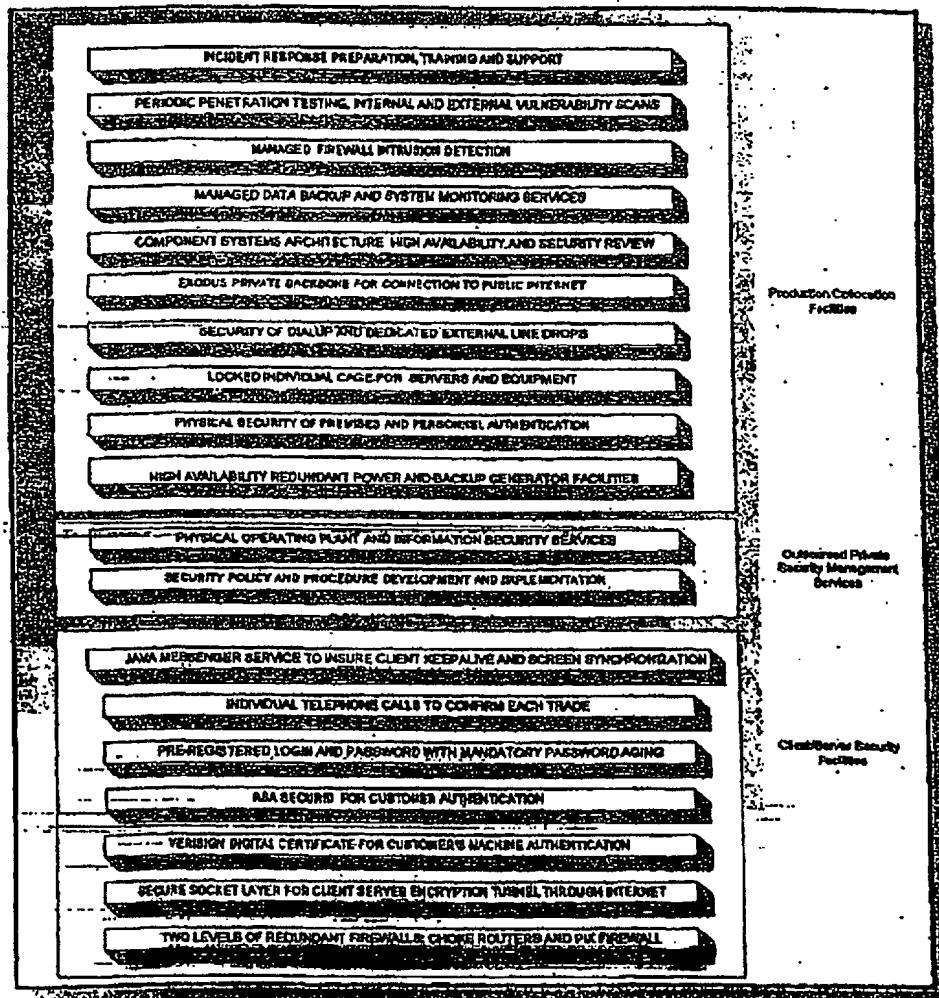 INCIDENT RESPONSE PREPARATION, TRAINING AND SUPPORT
PERIODIC PENETRATION TESTING, INTERNAL AND EXTERNAL VULNERABILITY SCANS
MANAGED FIREWALL INTRUSION DETECTION
MANAGED DATA BACKUP AND SYSTEM MONITORING SERVICES
COMPONENT SYSTEMS ARCHITECTURE HIGH AVAILABILITY AND SECURITY REVIEW
EXODUS PRIVATE BACKBONE FOR CONNECTION TO PUBLIC INTERNET
Production Colocation
Facilities
SECURITY OF DIALUP AND DEDICATED EXTERNAL LINE DROPS
LOCKED INDIVIDUAL CAGE FOR SERVERS AND EQUIPMENT
PHYSICAL SECURITY OF PREMISES AND PERSONNEL AUTHENTICATION
HIGH AVAILABILITY REDUNDANT POWER AND BACKUP GENERATOR FACILITIES
PHYSICAL OPERATING PLANT AND INFORMATION SECURITY SERVICES
SECURITY POLICY AND PROCEDURE DEVELOPMENT AND IMPLEMENTATION
Outsourced Private
Security Management
Services
JAVA MESSENGER SERVICE TO INSURE CLIENT KEEPALIVE AND SCREEN SYNCHRONIZATION
INDIVIDUAL TELEPHONE CALLS TO CONFIRM EACH TRADE
PRE-REGISTERED LOGIN AND PASSWORD WITH MANDATORY PASSWORD AGING
Client/Server Security
Facilities
RSA SECURID FOR CUSTOMER AUTHENTICATION
VERISIGN DIGITAL CERTIFICATE FOR CUSTOMER'S MACHINE AUTHENTICATION
SECURE SOCKET LAYER FOR CLIENT SERVER ENCRYPTION TUNNEL THROUGH INTERNET
TWO LEVELS OF REDUNDANT FIREWALLS; CHOKE ROUTERS AND PIX FIREWALL